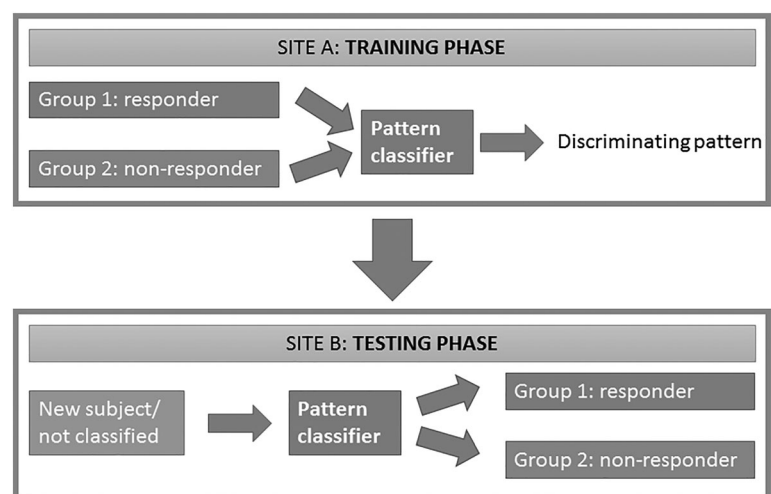 SITE A: TRAINING PHASE
Group 1: responder
Group 2: non-responder
Pattern
classifier
Discriminating pattern
SITE B: TESTING PHASE
New subject/
not classified
Pattern
classifier
Group 1: responder
Group 2: non-responder